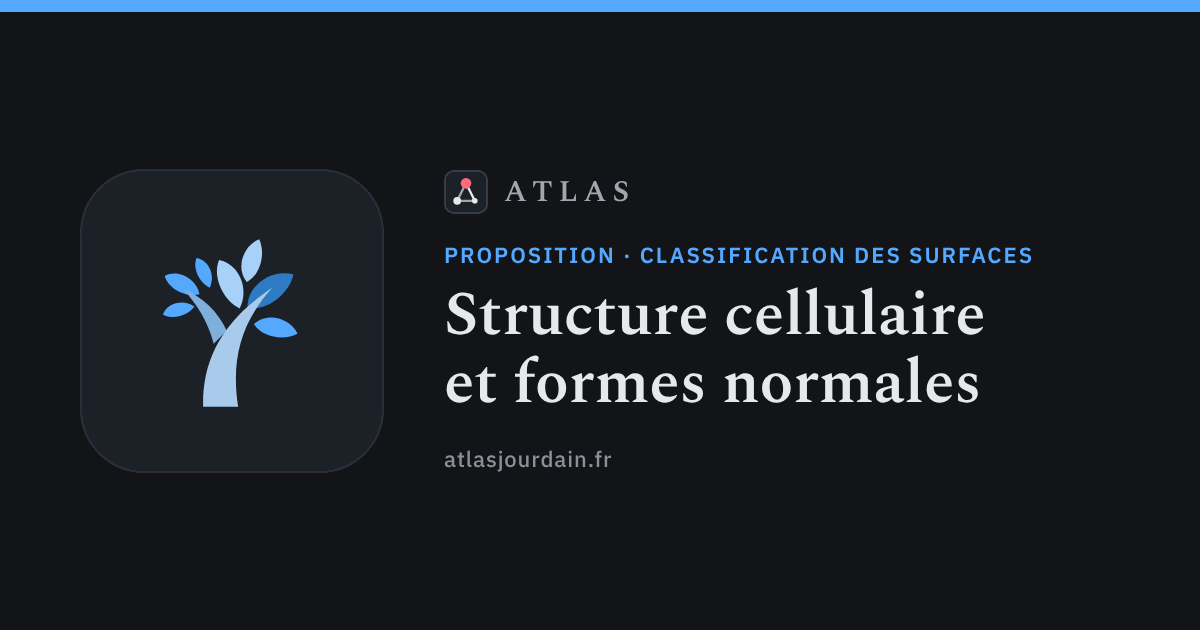 ATLAS
PROPOSITION · CLASSIFICATION DES SURFACES
Structure cellulaire
et formes normales
atlasjourdain.fr